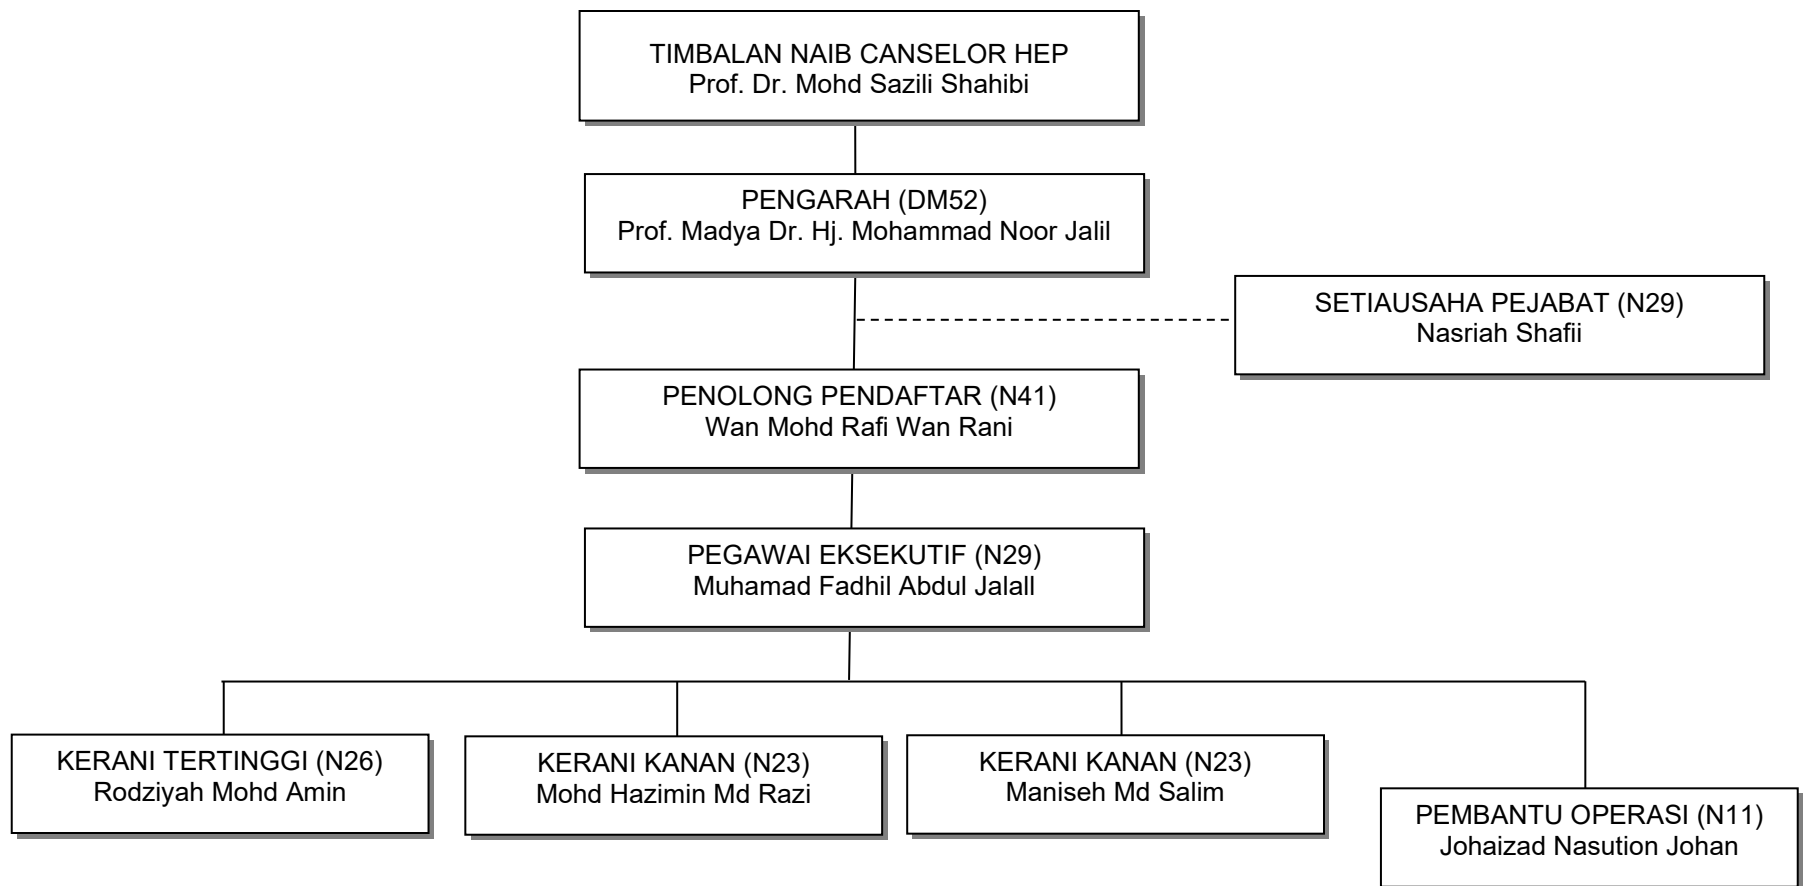 TIMBALAN NAIB CANSELOR HEP
Prof. Dr. Mohd Sazili Shahibi
PENGARAH (DM52)
Prof. Madya Dr. Hj. Mohammad Noor Jalil
SETIAUSAHA PEJABAT (N29)
Nasriah Shafii
PENOLONG PENDAFTAR (N41)
Wan Mohd Rafi Wan Rani
PEGAWAI EKSEKUTIF (N29)
Muhamad Fadhil Abdul Jalall
KERANI TERTINGGI (N26)
Rodziyah Mohd Amin
KERANI KANAN (N23)
Mohd Hazimin Md Razi
KERANI KANAN (N23)
Maniseh Md Salim
PEMBANTU OPERASI (N11)
Johaizad Nasution Johan